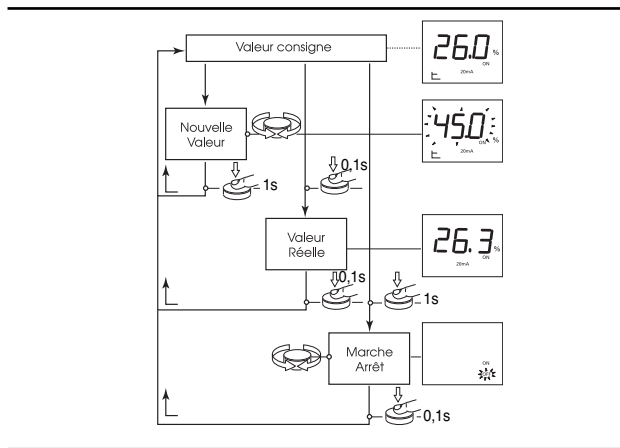 Valeur consigne
26.0 %
ON
20mA
Nouvelle
Valeur
45.0 %
ON
20mA
1s
0,1s
Valeur
Réelle
26.3 %
ON
20mA
0,1s
1s
Marche
Arrêt
ON
OFF
0,1s